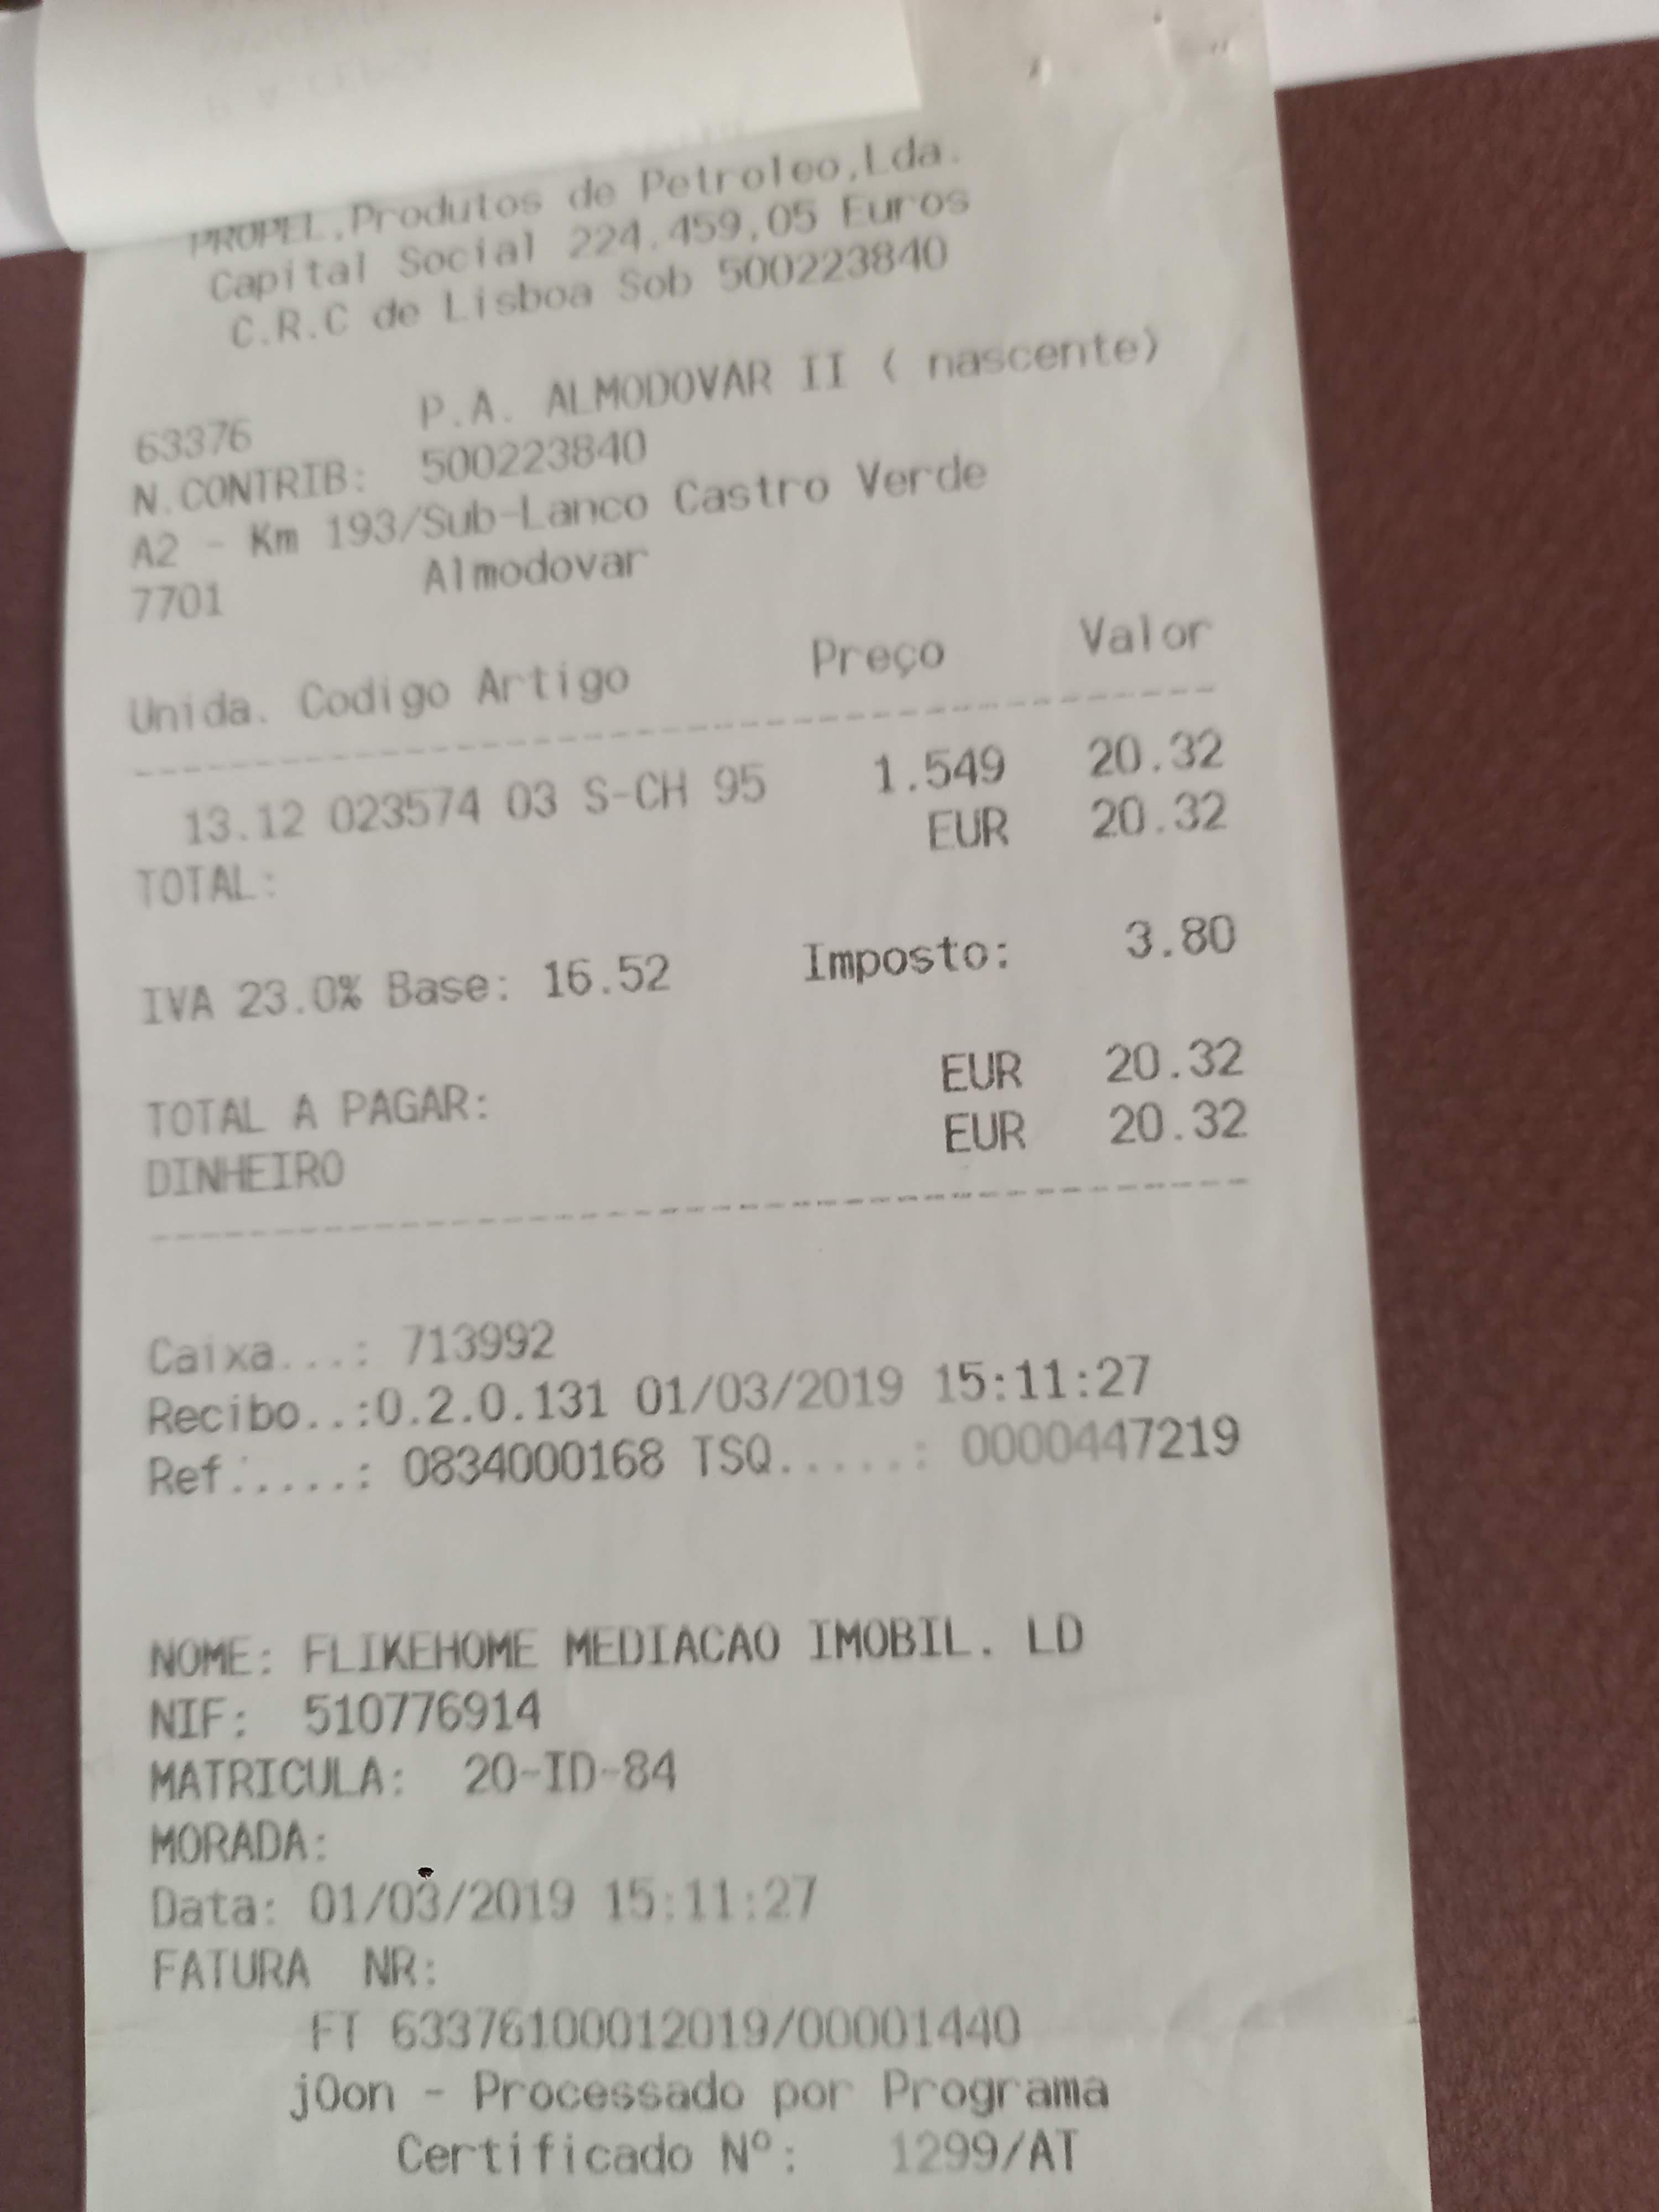 PROPEL,Produtos de Petroleo,Lda.
Capital Social 224.459,05 Euros
C.R.C de Lisboa Sob 500223840
63376 P.A. ALMODOVAR II ( nascente)
N.CONTRIB: 500223840
A2 - Km 193/Sub-Lanco Castro Verde
7701 Almodovar
Unida. Codigo Artigo Preço Valor
13.12 023574 03 S-CH 95 1.549 20.32
TOTAL: EUR 20.32
IVA 23.0% Base: 16.52 Imposto: 3.80
TOTAL A PAGAR: EUR 20.32
DINHEIRO EUR 20.32
Caixa...: 713992
Recibo..:0.2.0.131 01/03/2019 15:11:27
Ref.....: 0834000168 TSQ.....: 0000447219
NOME: FLIKEHOME MEDIACAO IMOBIL. LD
NIF: 510776914
MATRICULA: 20-ID-84
MORADA:
Data: 01/03/2019 15:11:27
FATURA NR:
FT 63376100012019/00001440
jOon - Processado por Programa
Certificado Nº: 1299/AT